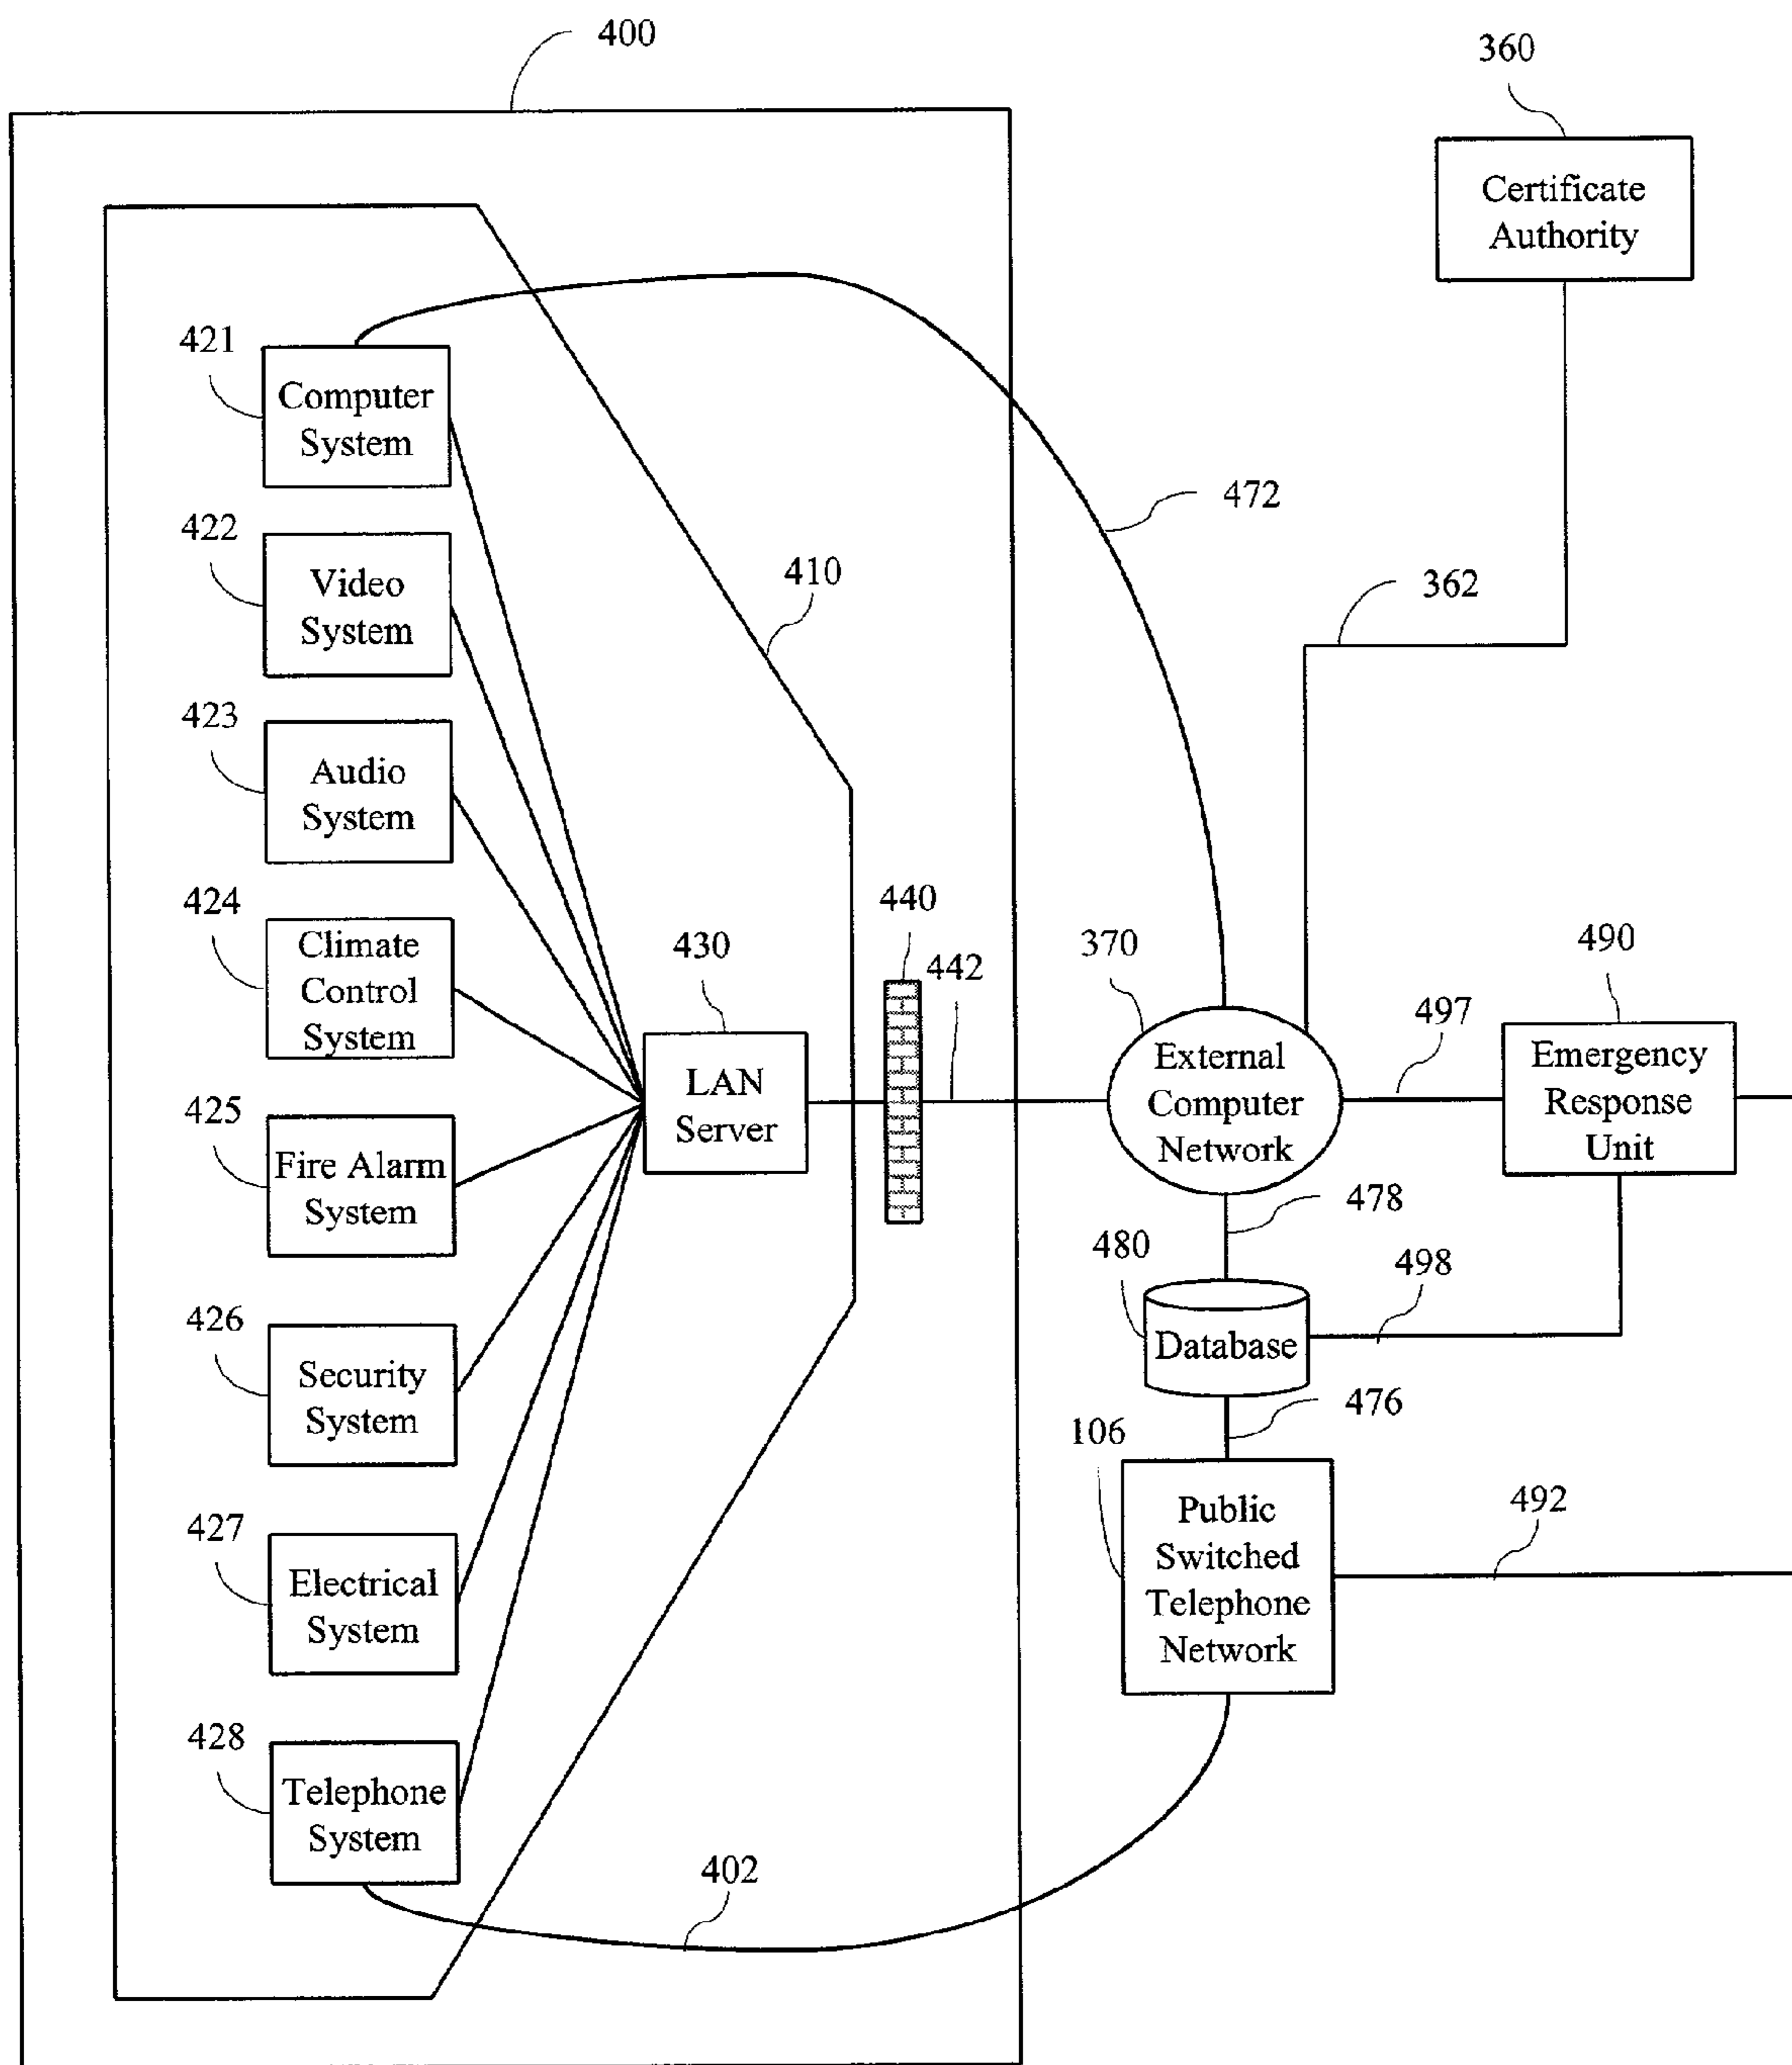 400
360
Certificate
Authority
421
Computer
System
472
422
Video
System
410
362
423
Audio
System
424
Climate
Control
System
440
442
430
LAN
Server
370
External
Computer
Network
497
490
Emergency
Response
Unit
425
Fire Alarm
System
478
480
Database
498
426
Security
System
476
106
Public
Switched
Telephone
Network
492
427
Electrical
System
428
Telephone
System
402